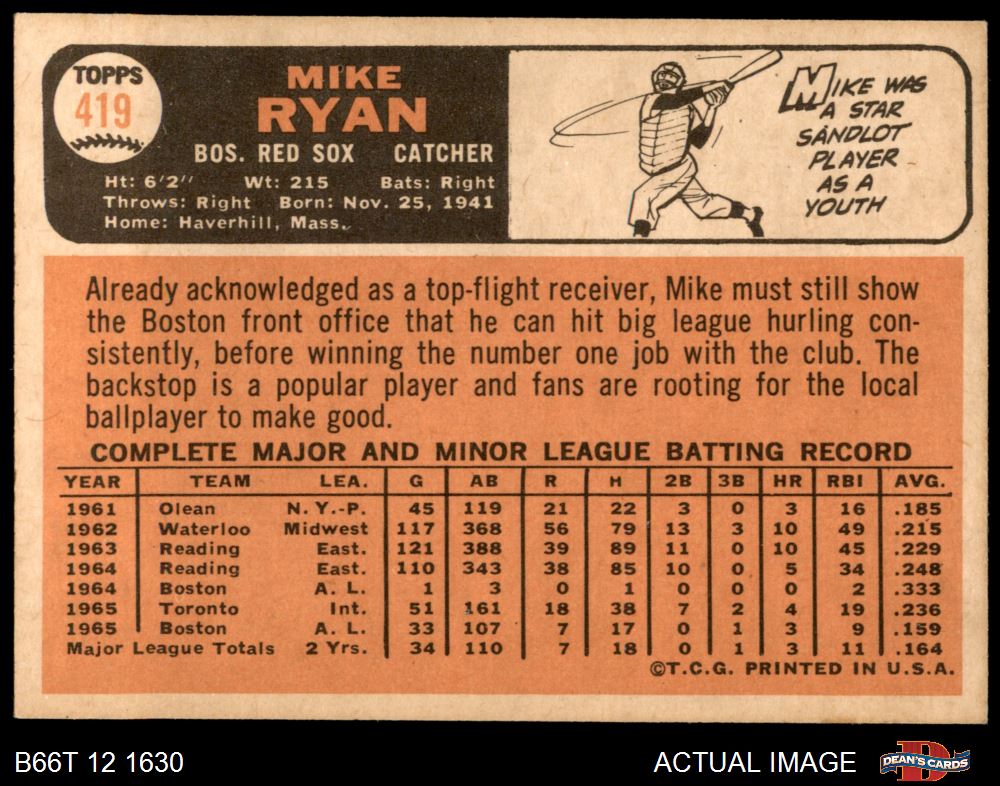 TOPPS
419
MIKE
RYAN
BOS. RED SOX CATCHER
Ht: 6'2" Wt: 215 Bats: Right
Throws: Right Born: Nov. 25, 1941
Home: Haverhill, Mass.
MIKE WAS
A STAR
SANDLOT
PLAYER
AS A
YOUTH
Already acknowledged as a top-flight receiver, Mike must still show
the Boston front office that he can hit big league hurling con-
sistently, before winning the number one job with the club. The
backstop is a popular player and fans are rooting for the local
ballplayer to make good.
COMPLETE MAJOR AND MINOR LEAGUE BATTING RECORD
YEAR TEAM LEA. G AB R H 2B 3B HR RBI AVG.
1961 Olean N.Y.-P. 45 119 21 22 3 0 3 16 .185
1962 Waterloo Midwest 117 368 56 79 13 3 10 49 .215
1963 Reading East. 121 388 39 89 11 0 10 45 .229
1964 Reading East. 110 343 38 85 10 0 5 34 .248
1964 Boston A. L. 1 3 0 1 0 0 0 2 .333
1965 Toronto Int. 51 161 18 38 7 2 4 19 .236
1965 Boston A. L. 33 107 7 17 0 1 3 9 .159
Major League Totals 2 Yrs. 34 110 7 18 0 1 3 11 .164
©T.C.G. PRINTED IN U.S.A.
B66T 12 1630 ACTUAL IMAGE DEAN'S CARDS